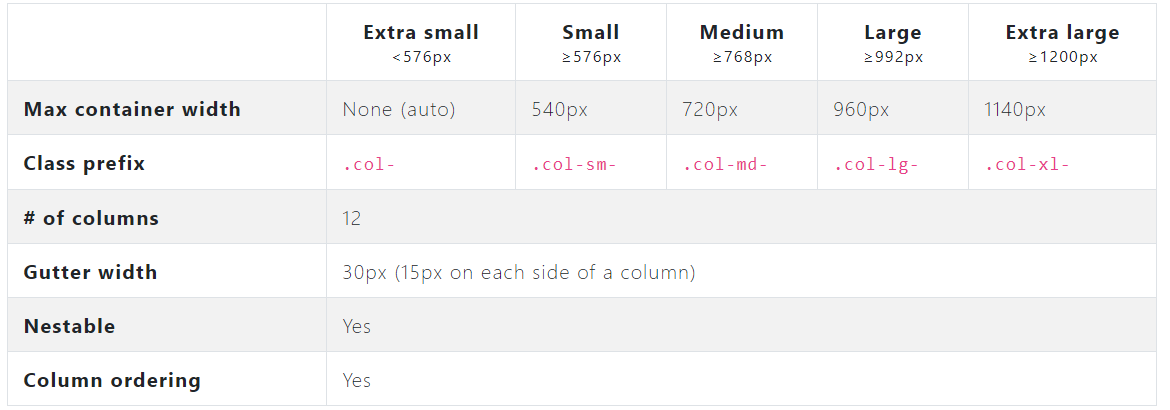 Extra small Small Medium Large Extra large
<576px ≥576px ≥768px ≥992px ≥1200px
Max container width None (auto) 540px 720px 960px 1140px
Class prefix .col- .col-sm- .col-md- .col-lg- .col-xl-
# of columns 12
Gutter width 30px (15px on each side of a column)
Nestable Yes
Column ordering Yes